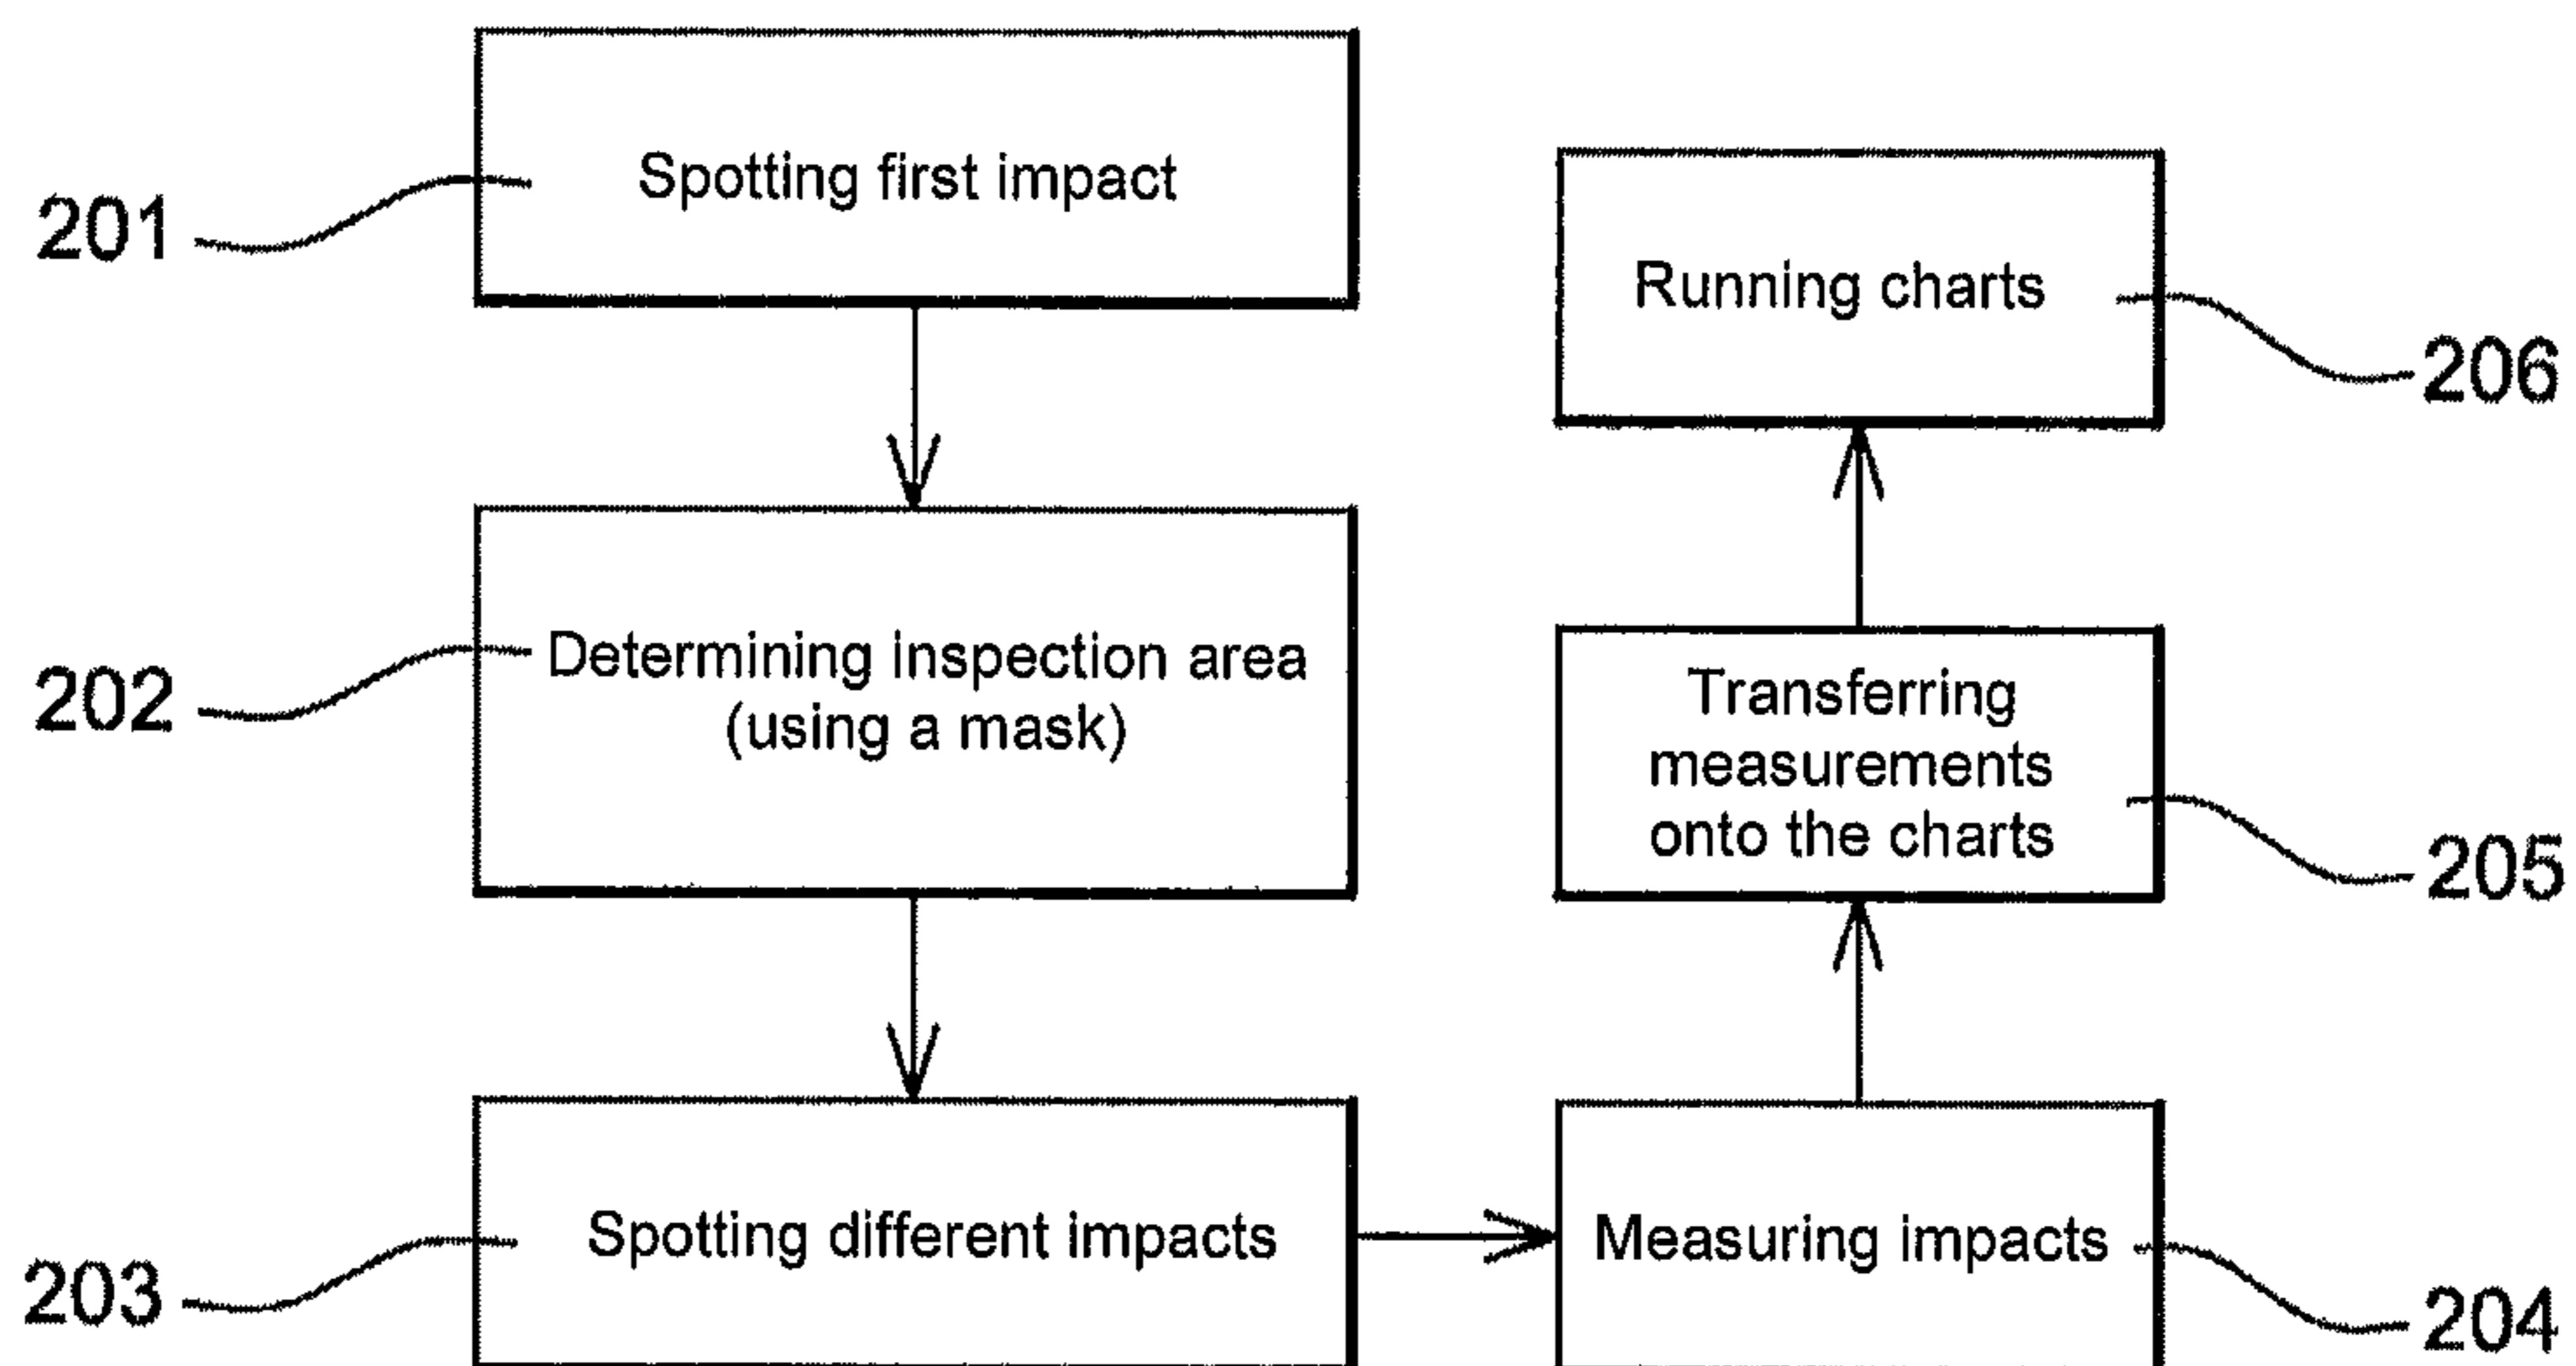 201
Spotting first impact
202
Determining inspection area
(using a mask)
203
Spotting different impacts
Measuring impacts
204
Transferring
measurements
onto the charts
205
Running charts
206